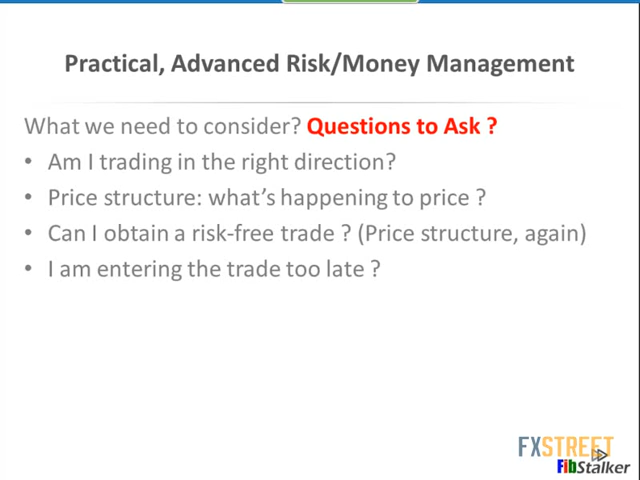 Practical, Advanced Risk/Money Management
What we need to consider? Questions to Ask ?
• Am I trading in the right direction?
• Price structure: what's happening to price ?
• Can I obtain a risk-free trade ? (Price structure, again)
• I am entering the trade too late ?
FXSTREET
FibStalker